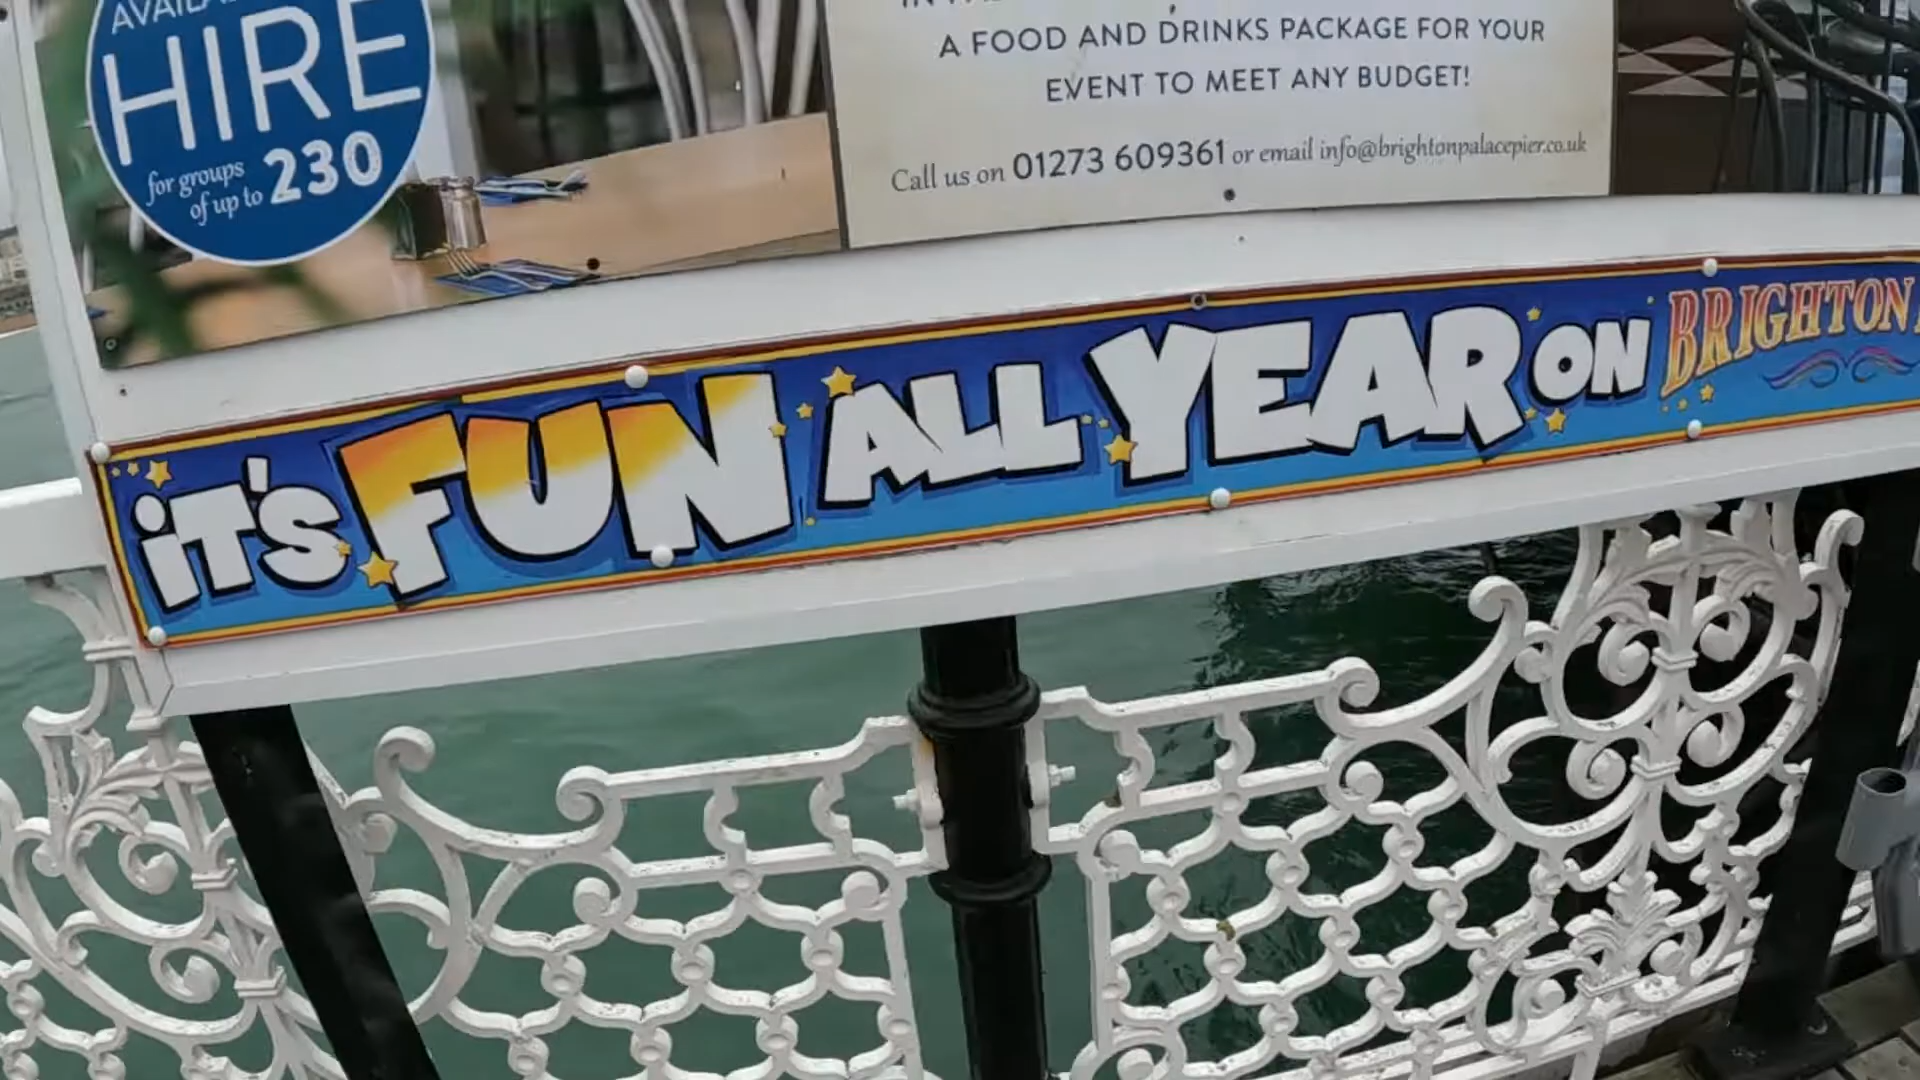 HIRE
for groups
of up to 230
A FOOD AND DRINKS PACKAGE FOR YOUR
EVENT TO MEET ANY BUDGET!
Call us on 01273 609361 or email info@brightonpalacepier.co.uk
iT'S FUN ALL YEAR ON BRIGHTON